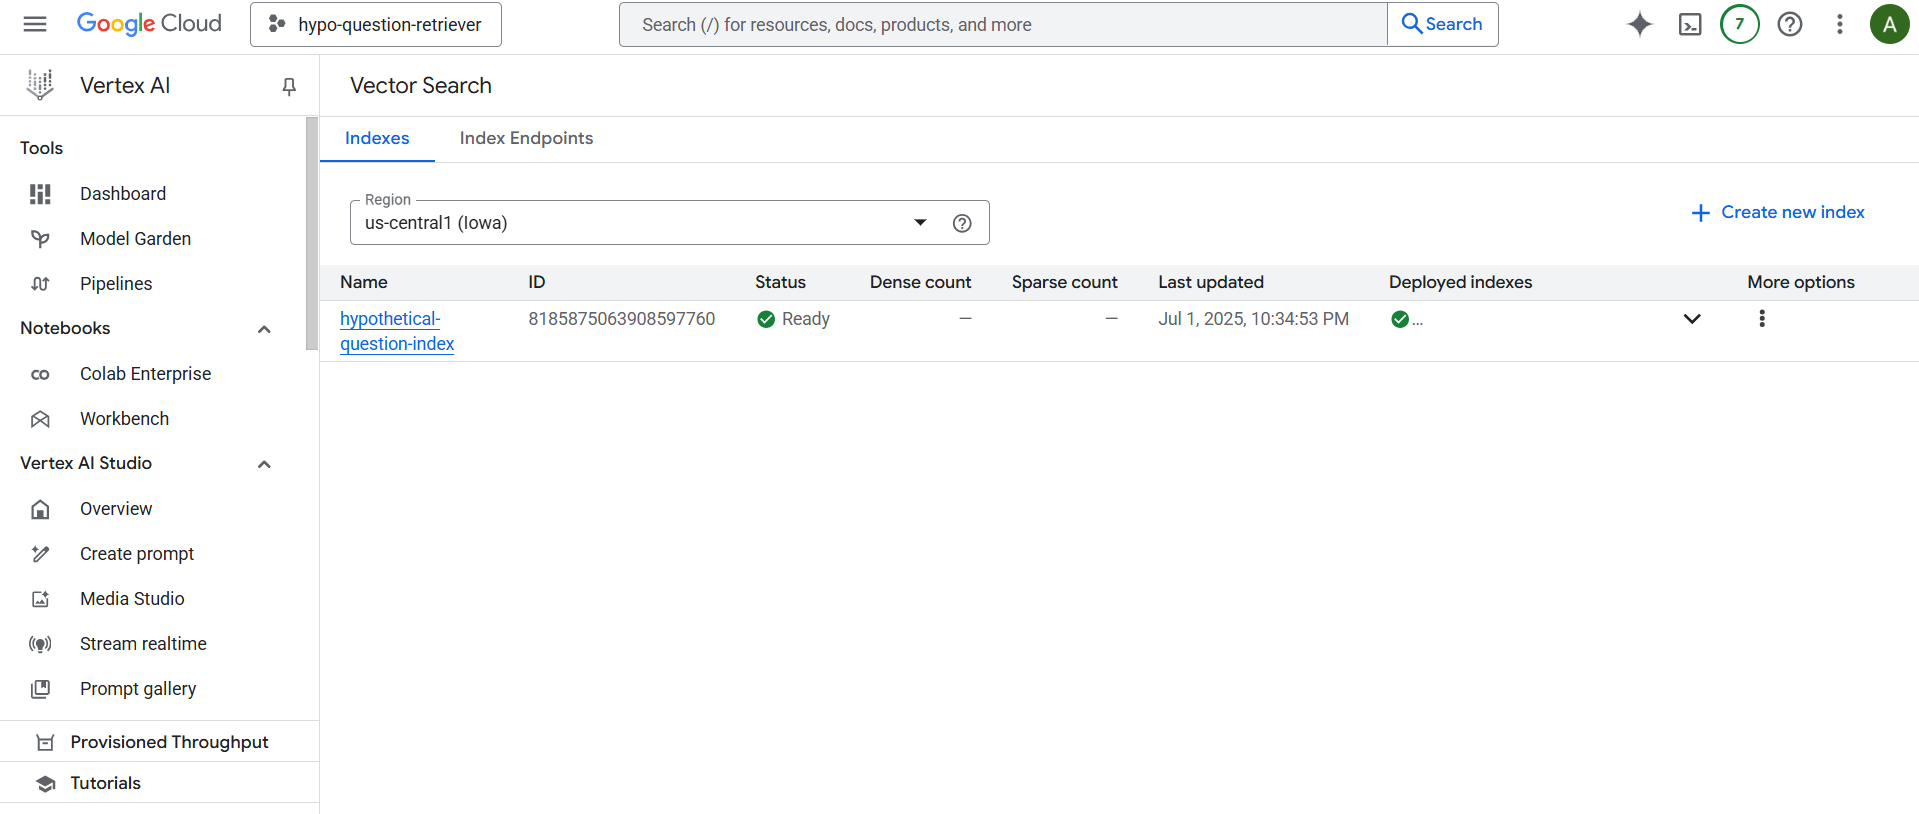 Google Cloud
hypo-question-retriever
Search (/) for resources, docs, products, and more
Search
7
A
Vertex AI
Vector Search
Tools
Dashboard
Model Garden
Pipelines
Notebooks
Colab Enterprise
Workbench
Vertex AI Studio
Overview
Create prompt
Media Studio
Stream realtime
Prompt gallery
Provisioned Throughput
Tutorials
Indexes Index Endpoints
Region
us-central1 (Iowa)
Create new index
Name ID Status Dense count Sparse count Last updated Deployed indexes More options
hypothetical- 8185875063908597760 Ready — — Jul 1, 2025, 10:34:53 PM ...
question-index